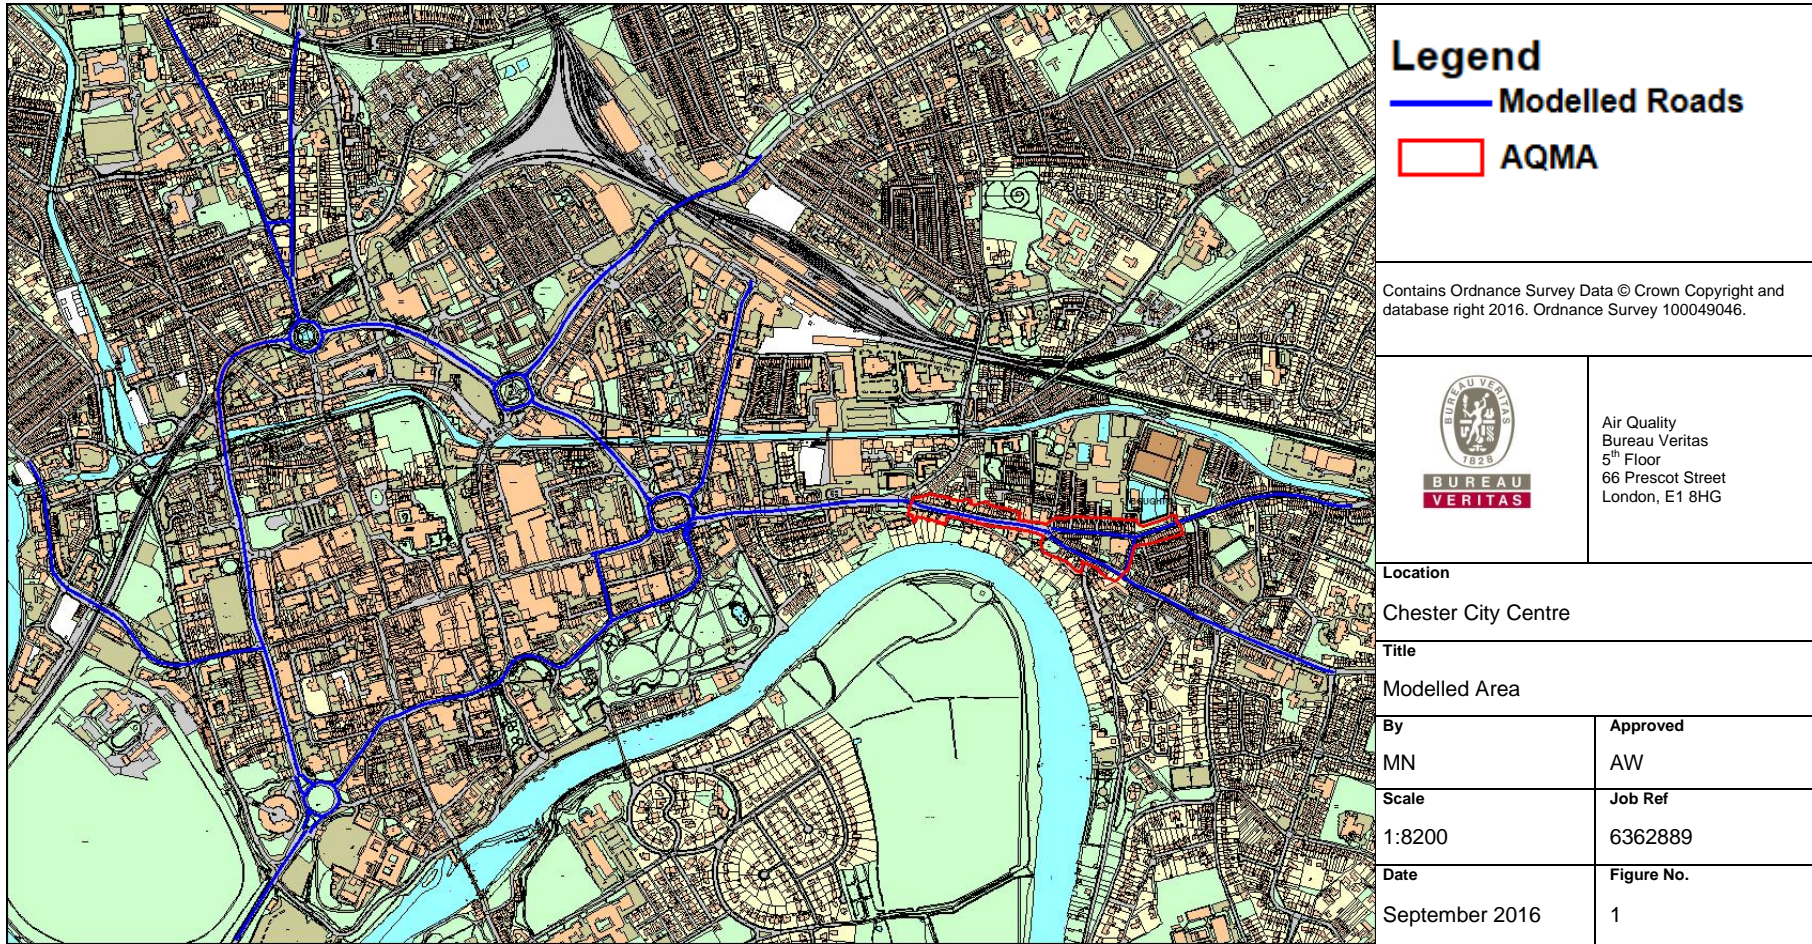 Legend
Modelled Roads
AQMA
Contains Ordnance Survey Data © Crown Copyright and
database right 2016. Ordnance Survey 100049046.
BUREAU VERITAS
1828
BUREAU
VERITAS
Air Quality
Bureau Veritas
5th Floor
66 Prescot Street
London, E1 8HG
Location
Chester City Centre
Title
Modelled Area
By
MN
Approved
AW
Scale
1:8200
Job Ref
6362889
Date
September 2016
Figure No.
1